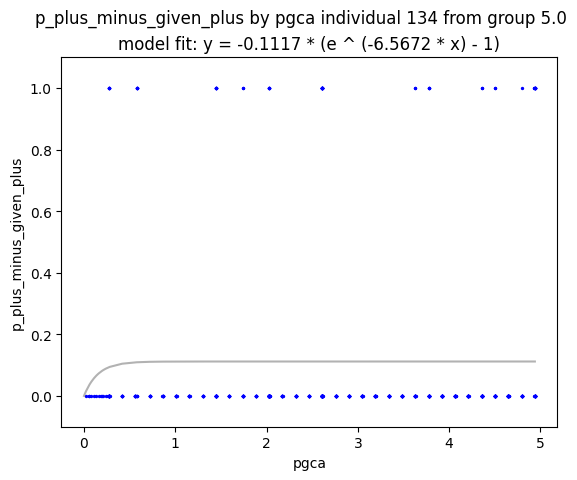 p_plus_minus_given_plus by pgca individual 134 from group 5.0
model fit: y = -0.1117 * (e ^ (-6.5672 * x) - 1)
1.0
0.8
0.6
0.4
0.2
0.0
p_plus_minus_given_plus
0 1 2 3 4 5
pgca